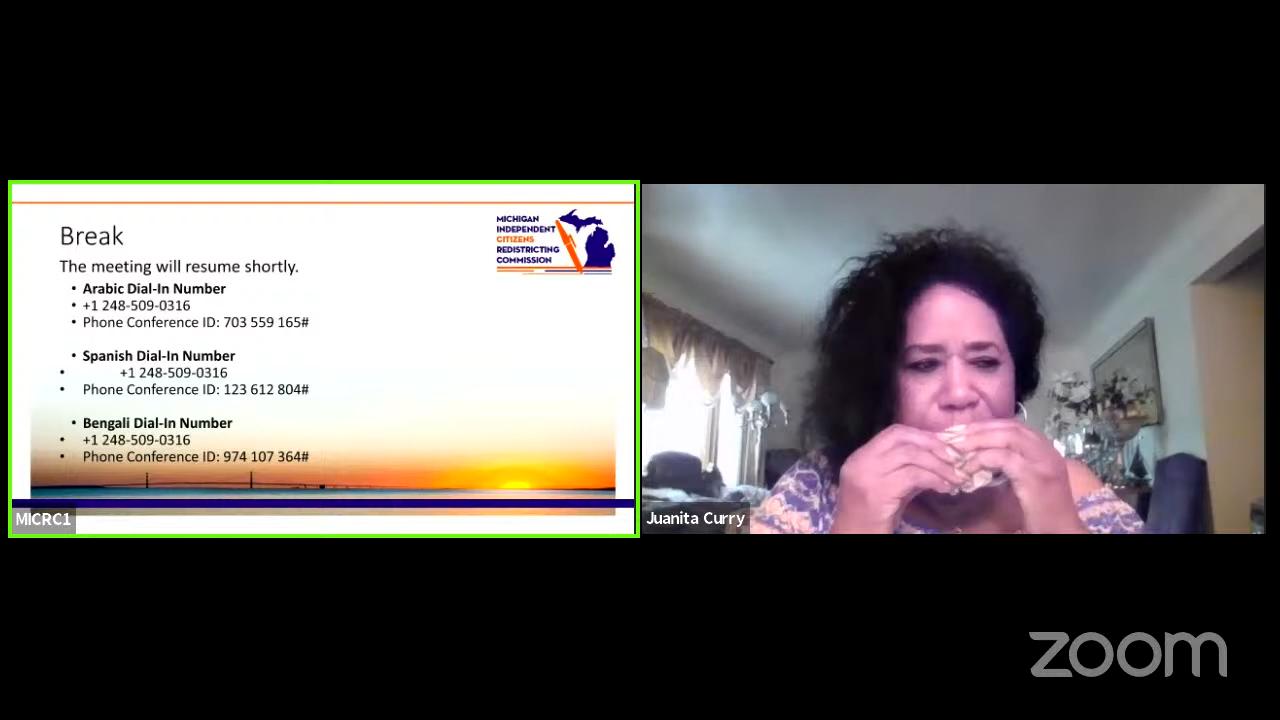 Break
The meeting will resume shortly.
• Arabic Dial-In Number
• +1 248-509-0316
• Phone Conference ID: 703 559 165#
• Spanish Dial-In Number
• +1 248-509-0316
• Phone Conference ID: 123 612 804#
• Bengali Dial-In Number
• +1 248-509-0316
• Phone Conference ID: 974 107 364#
MICHIGAN
INDEPENDENT
CITIZENS
REDISTRICTING
COMMISSION
MICRC1
Juanita Curry
zoom